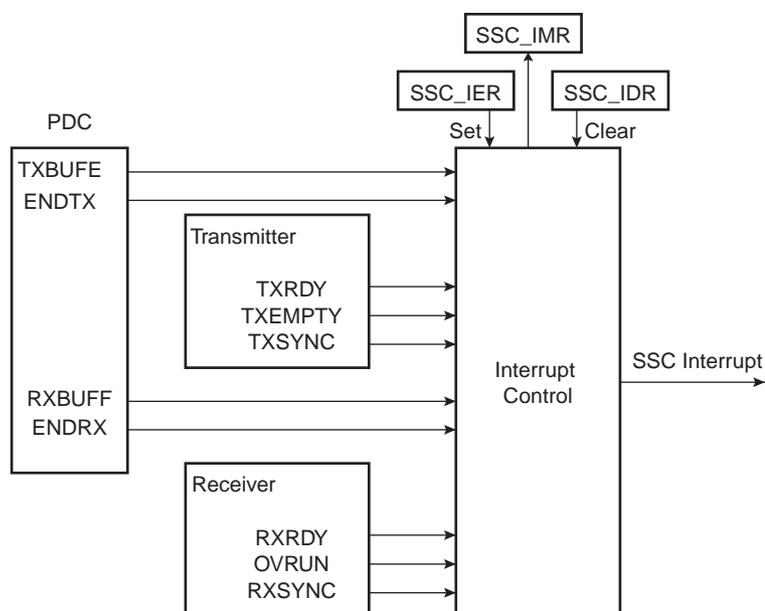 SSC_IMR
SSC_IER
SSC_IDR
PDC
Set
Clear
TXBUFE
ENDTX
Transmitter
TXRDY
TXEMPTY
TXSYNC
RXBUFF
ENDRX
Interrupt
Control
SSC Interrupt
Receiver
RXRDY
OVRUN
RXSYNC